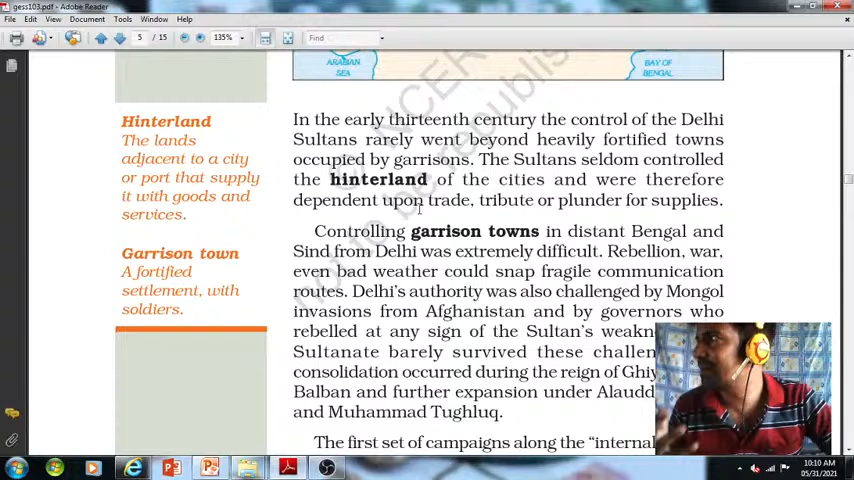 gess103.pdf - Adobe Reader
File Edit View Document Tools Window Help
5 / 15 135% Find
ARABIAN
SEA
BAY OF
BENGAL
Hinterland
The lands
adjacent to a city
or port that supply
it with goods and
services.
Garrison town
A fortified
settlement, with
soldiers.
In the early thirteenth century the control of the Delhi
Sultans rarely went beyond heavily fortified towns
occupied by garrisons. The Sultans seldom controlled
the hinterland of the cities and were therefore
dependent upon trade, tribute or plunder for supplies.
Controlling garrison towns in distant Bengal and
Sind from Delhi was extremely difficult. Rebellion, war,
even bad weather could snap fragile communication
routes. Delhi's authority was also challenged by Mongol
invasions from Afghanistan and by governors who
rebelled at any sign of the Sultan's
Sultanate barely survived these
consolidation occurred during the reign of
Balban and further expansion under
and Muhammad Tughluq.
The first set of campaigns along the
not to be republis
10:10 AM
05/31/2021